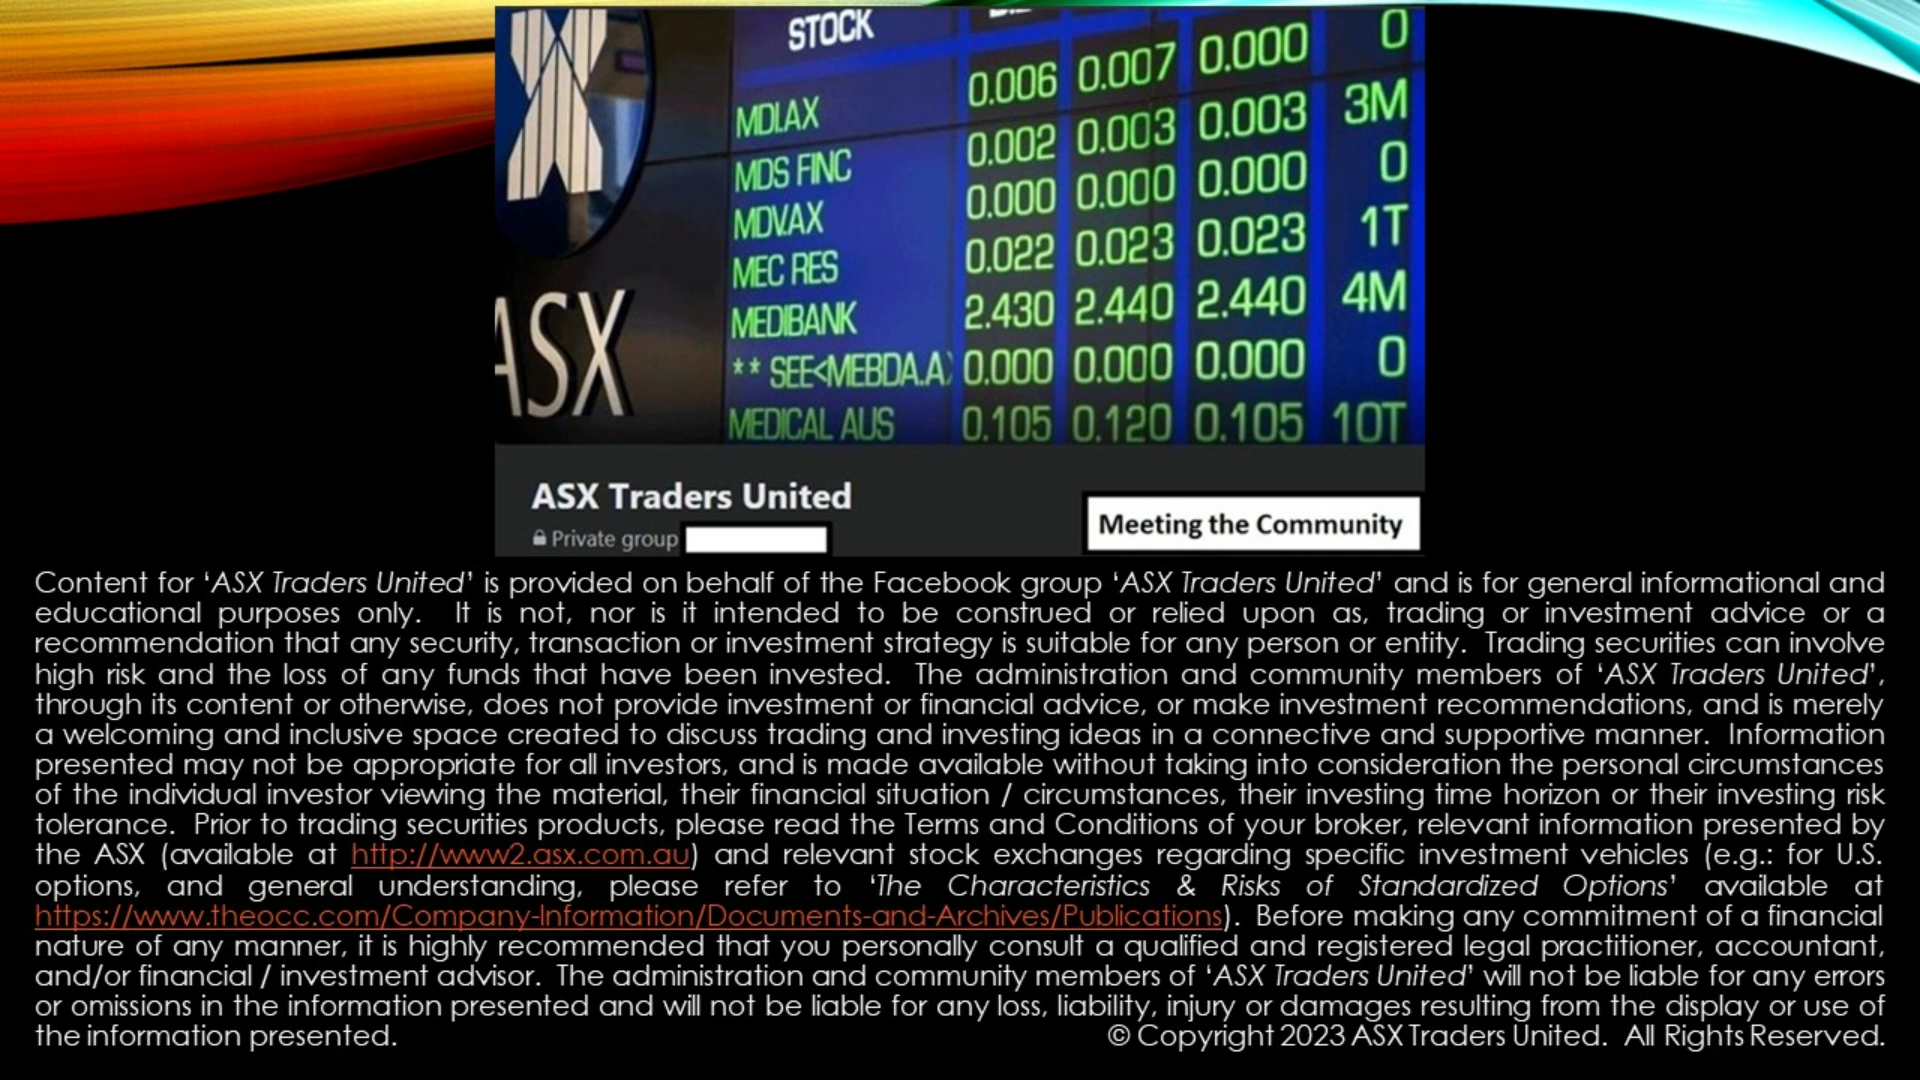 STOCK
0.006 0.007 0.000 0
MDI.AX 0.002 0.003 0.003 3M
MDS FINC 0.000 0.000 0.000 0
MDV.AX 0.022 0.023 0.023 1T
MEC RES 2.430 2.440 2.440 4M
MEDIBANK 0.000 0.000 0.000 0
** SEE<MEBDA.A 0.105 0.120 0.105 10T
MEDICAL AUS
ASX
ASX Traders United
Private group
Meeting the Community
Content for ‘ASX Traders United’ is provided on behalf of the Facebook group ‘ASX Traders United’ and is for general informational and
educational purposes only. It is not, nor is it intended to be construed or relied upon as, trading or investment advice or a
recommendation that any security, transaction or investment strategy is suitable for any person or entity. Trading securities can involve
high risk and the loss of any funds that have been invested. The administration and community members of ‘ASX Traders United’,
through its content or otherwise, does not provide investment or financial advice, or make investment recommendations, and is merely
a welcoming and inclusive space created to discuss trading and investing ideas in a connective and supportive manner. Information
presented may not be appropriate for all investors, and is made available without taking into consideration the personal circumstances
of the individual investor viewing the material, their financial situation / circumstances, their investing time horizon or their investing risk
tolerance. Prior to trading securities products, please read the Terms and Conditions of your broker, relevant information presented by
the ASX (available at http://www2.asx.com.au) and relevant stock exchanges regarding specific investment vehicles (e.g.: for U.S.
options, and general understanding, please refer to ‘The Characteristics & Risks of Standardized Options’ available at
https://www.theocc.com/Company-Information/Documents-and-Archives/Publications). Before making any commitment of a financial
nature of any manner, it is highly recommended that you personally consult a qualified and registered legal practitioner, accountant,
and/or financial / investment advisor. The administration and community members of ‘ASX Traders United’ will not be liable for any errors
or omissions in the information presented and will not be liable for any loss, liability, injury or damages resulting from the display or use of
the information presented. © Copyright 2023 ASX Traders United. All Rights Reserved.